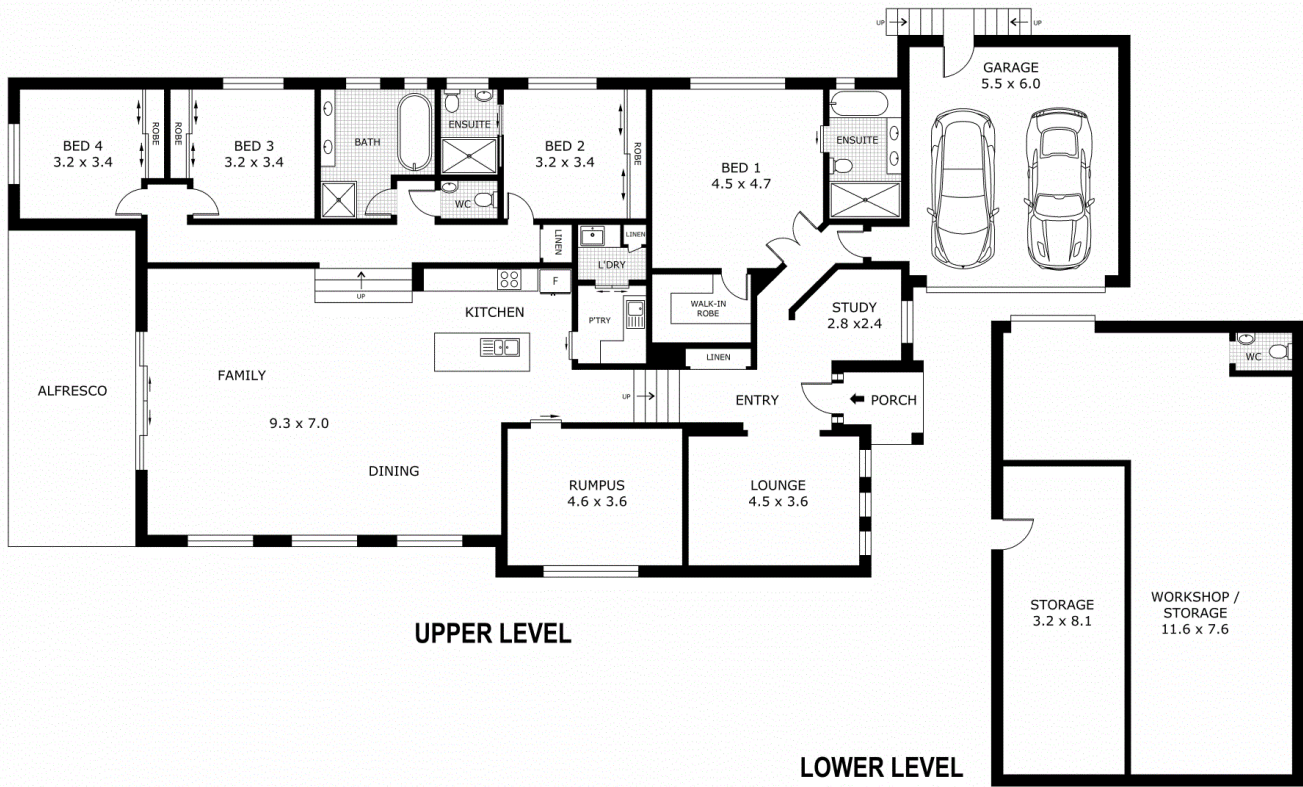 UP
UP
GARAGE
5.5 x 6.0
BED 4
3.2 x 3.4
ROBE
ROBE
BED 3
3.2 x 3.4
BATH
ENSUITE
WC
BED 2
3.2 x 3.4
ROBE
BED 1
4.5 x 4.7
ENSUITE
LINEN
LINEN
L'DRY
UP
F
KITCHEN
P'TRY
WALK-IN
ROBE
STUDY
2.8 x2.4
LINEN
ALFRESCO
FAMILY
9.3 x 7.0
DINING
UP
ENTRY
PORCH
RUMPUS
4.6 x 3.6
LOUNGE
4.5 x 3.6
UPPER LEVEL
WC
STORAGE
3.2 x 8.1
WORKSHOP /
STORAGE
11.6 x 7.6
LOWER LEVEL